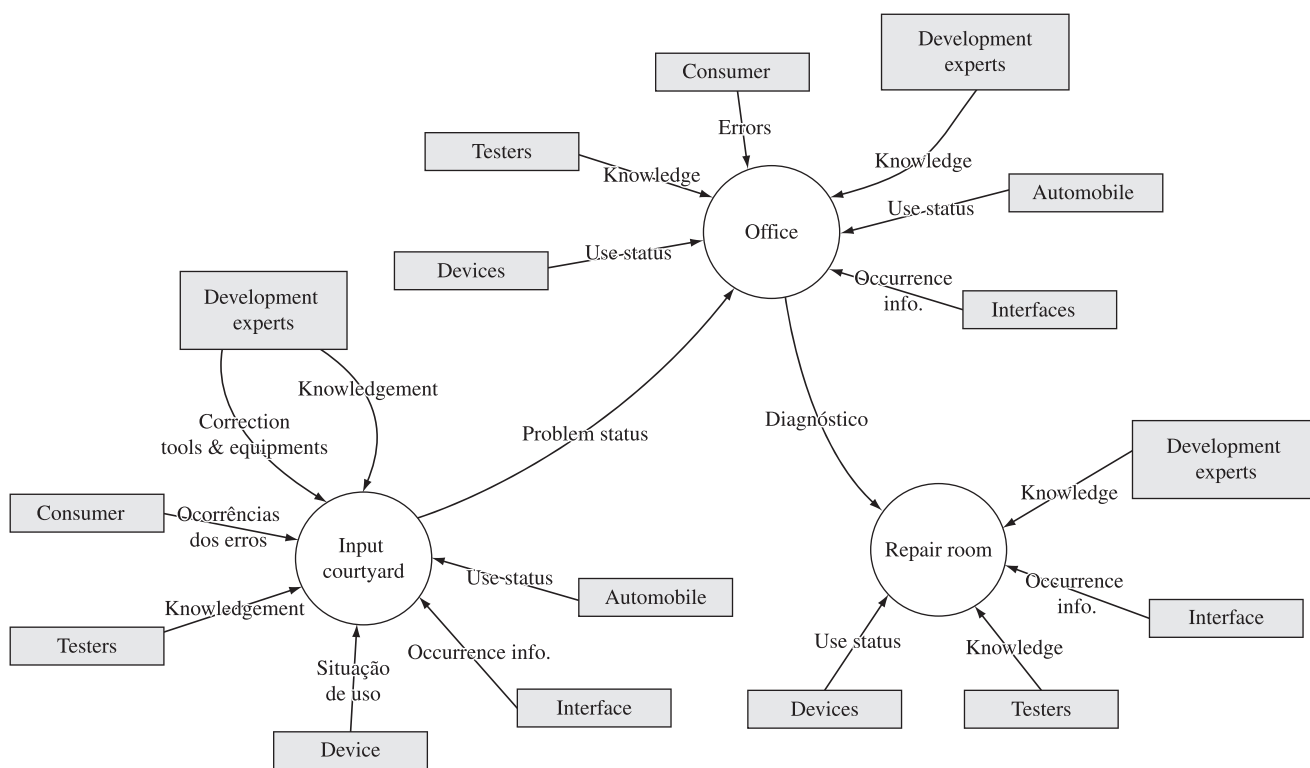 Development
experts
Consumer
Errors
Testers
Knowledge
Knowledge
Automobile
Use status
Office
Use status
Devices
Occurrence
info.
Interfaces
Development
experts
Knowledgement
Correction
tools & equipments
Problem status
Diagnóstico
Development
experts
Knowledge
Consumer
Ocorrências
dos erros
Input
courtyard
Repair room
Use status
Automobile
Occurrence
info.
Interface
Knowledgement
Testers
Situação
de uso
Occurrence info.
Use status
Knowledge
Interface
Devices
Testers
Device